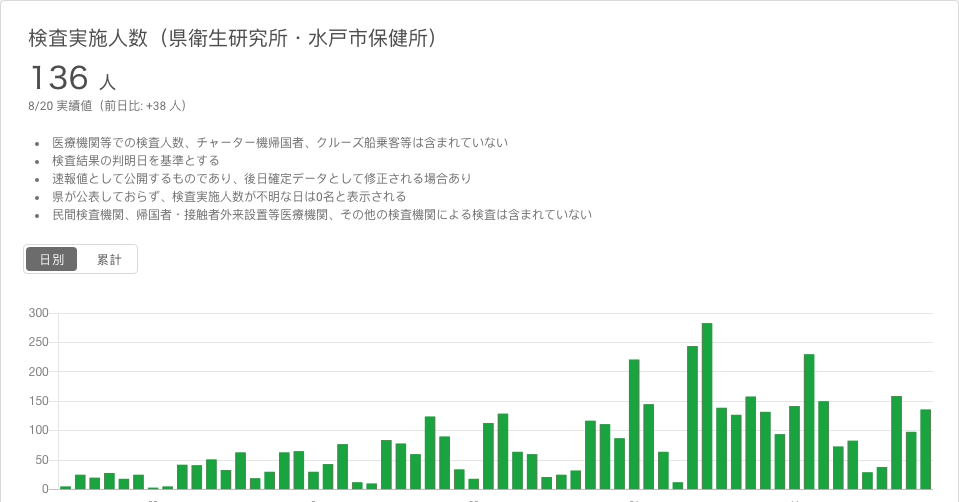 検査実施人数（県衛生研究所・水戸市保健所）
136 人
8/20 実績値（前日比: +38 人）
医療機関等での検査人数、チャーター機帰国者、クルーズ船乗客等は含まれていない
検査結果の判明日を基準とする
速報値として公開するものであり、後日確定データとして修正される場合あり
県が公表しておらず、検査実施人数が不明な日は0名と表示される
民間検査機関、帰国者・接触者外来設置等医療機関、その他の検査機関による検査は含まれていない
日別 累計
300
250
200
150
100
50
0